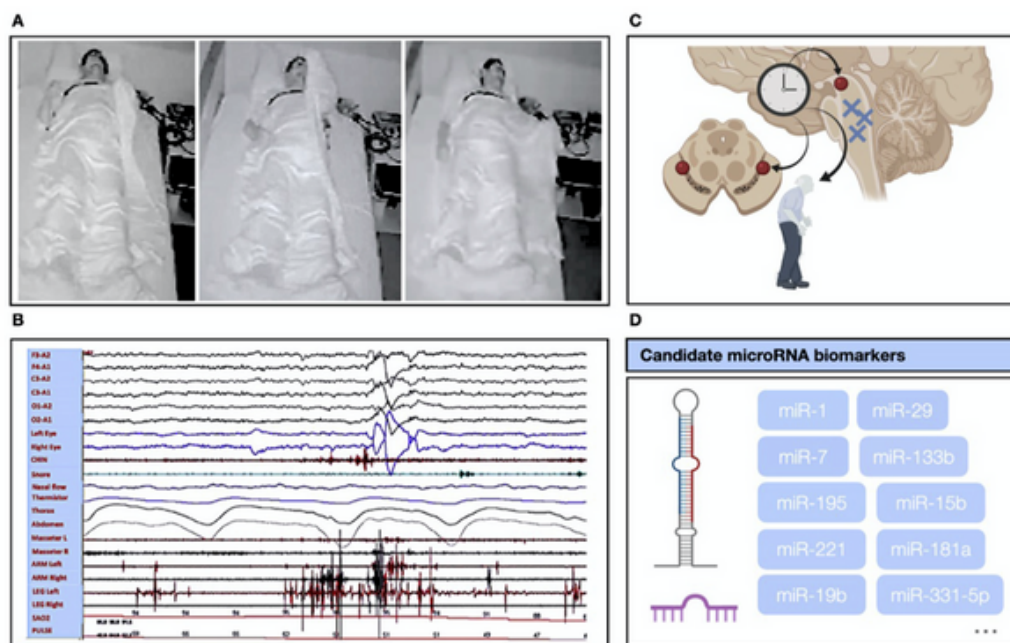 A
C
B
F3-A2
F4-A1
C3-A2
C3-A1
O1-A2
O2-A1
Left Eye
Right Eye
CHIN
Snore
Nasal flow
Thermistor
Thorax
Abdomen
Masseter L
Masseter R
ARM Left
ARM Right
LEG Left
LEG Right
SAO2
PULSE
D
Candidate microRNA biomarkers
miR-1 miR-29
miR-7 miR-133b
miR-195 miR-15b
miR-221 miR-181a
miR-19b miR-331-5p
...